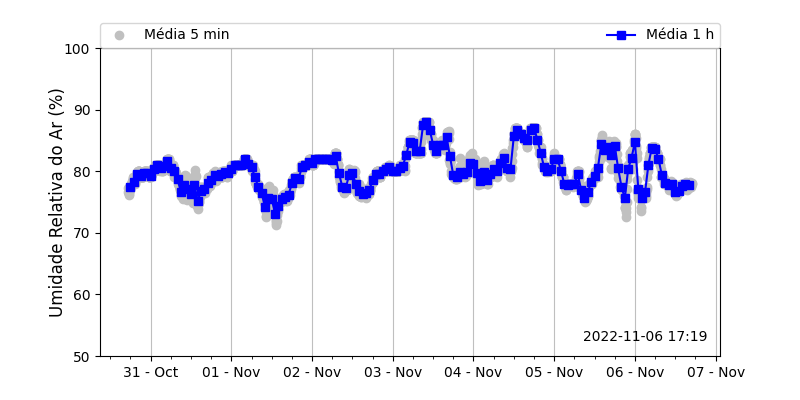 Média 5 min
Média 1 h
Umidade Relativa do Ar (%)
100
90
80
70
60
50
2022-11-06 17:19
31 - Oct
01 - Nov
02 - Nov
03 - Nov
04 - Nov
05 - Nov
06 - Nov
07 - Nov